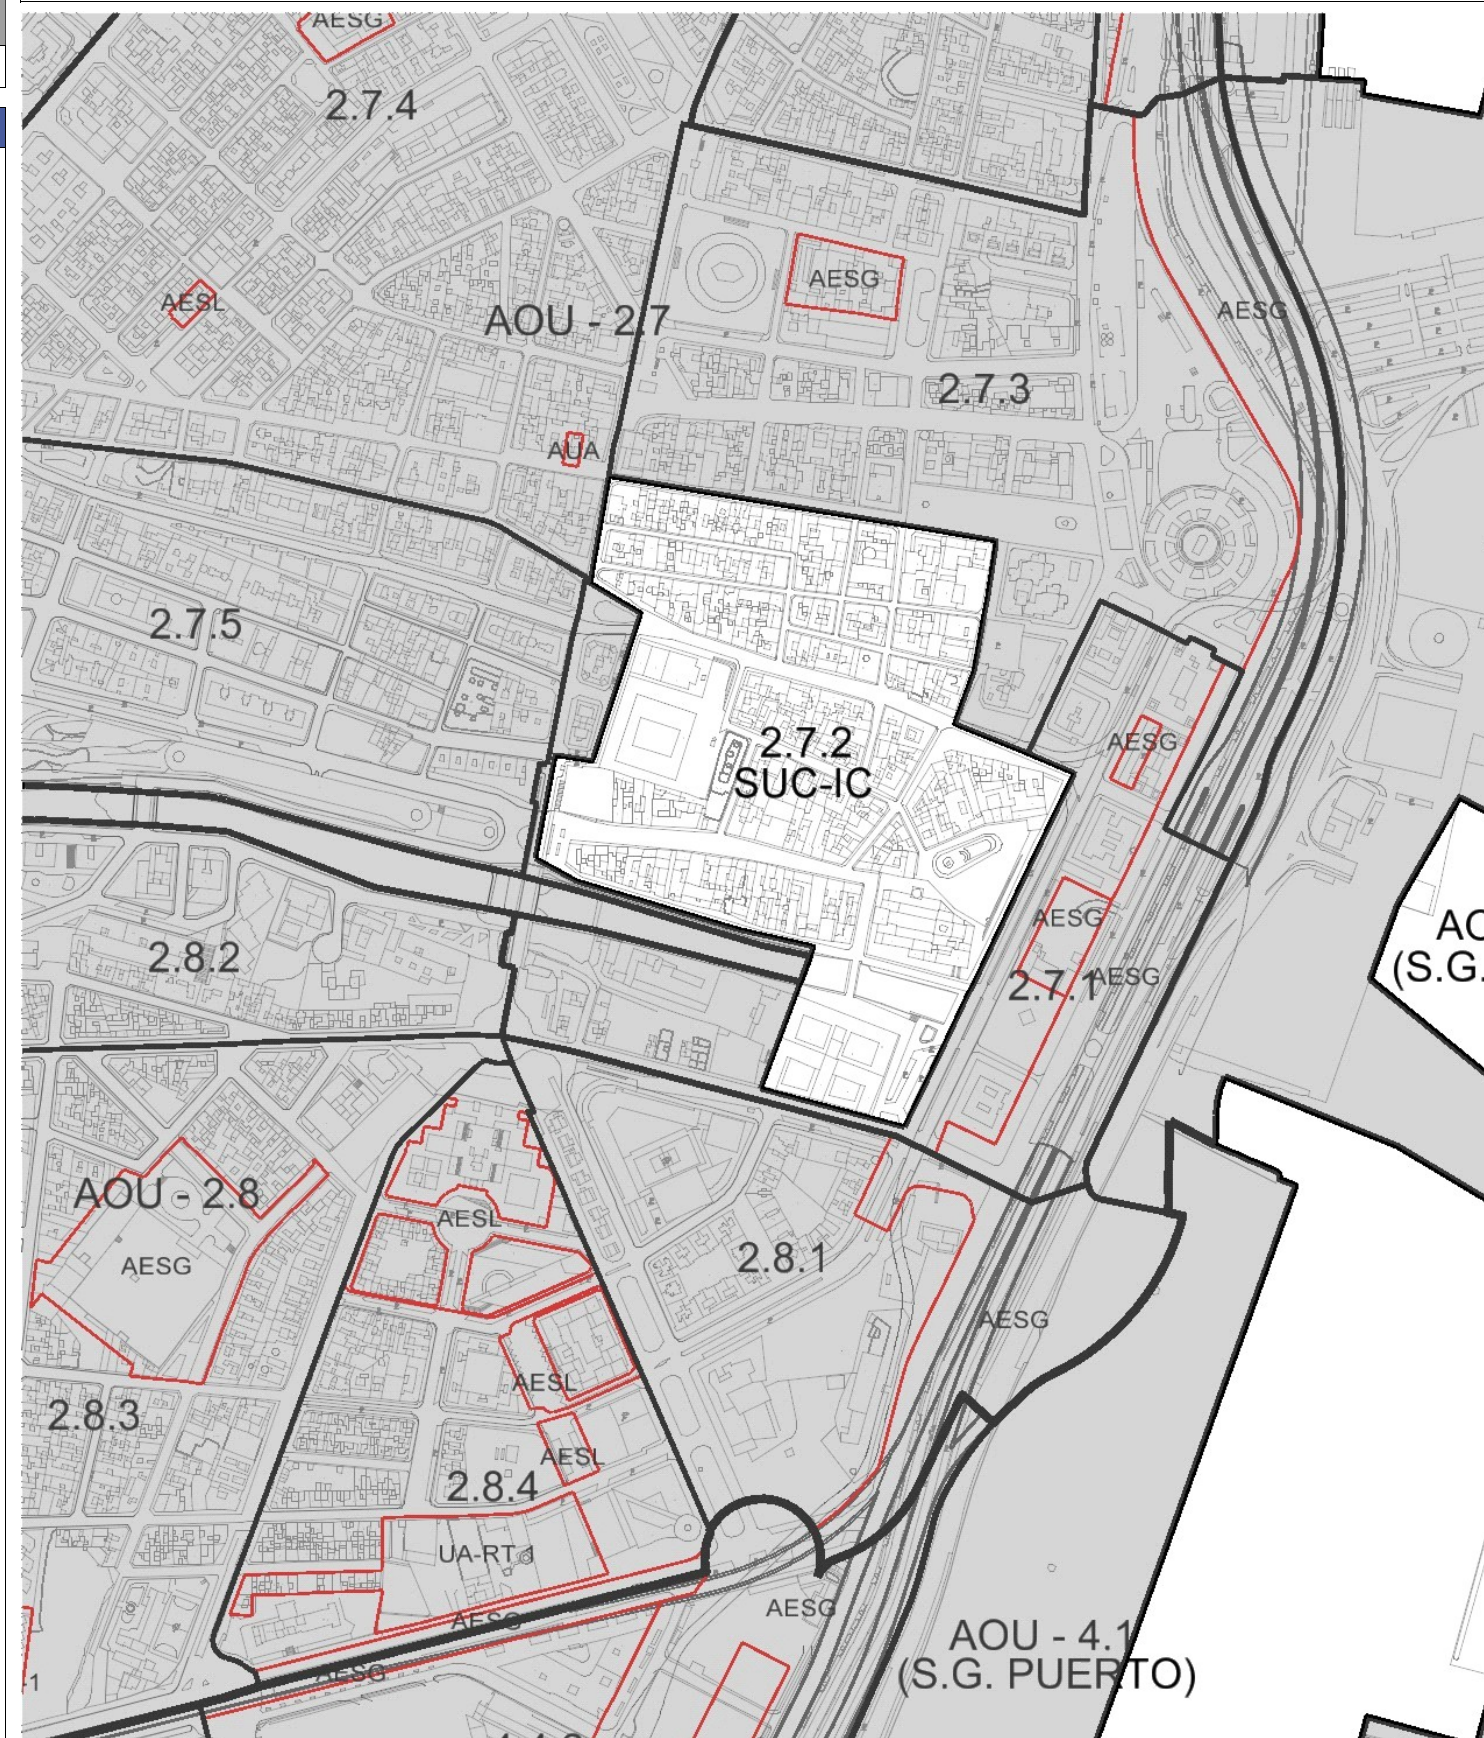 AESG
2.7.4
AESG
AESL
AOU - 2.7
AESG
2.7.3
AUA
2.7.5
2.7.2
SUC-IC
AESG
AESG
2.7.1
AESG
2.8.2
(S.G.
AOU - 2.8
AESL
AESG
2.8.1
AESG
AESL
2.8.3
AESL
2.8.4
UA-RT 1
AESG
AESG
AESG
AOU - 4.1
(S.G. PUERTO)